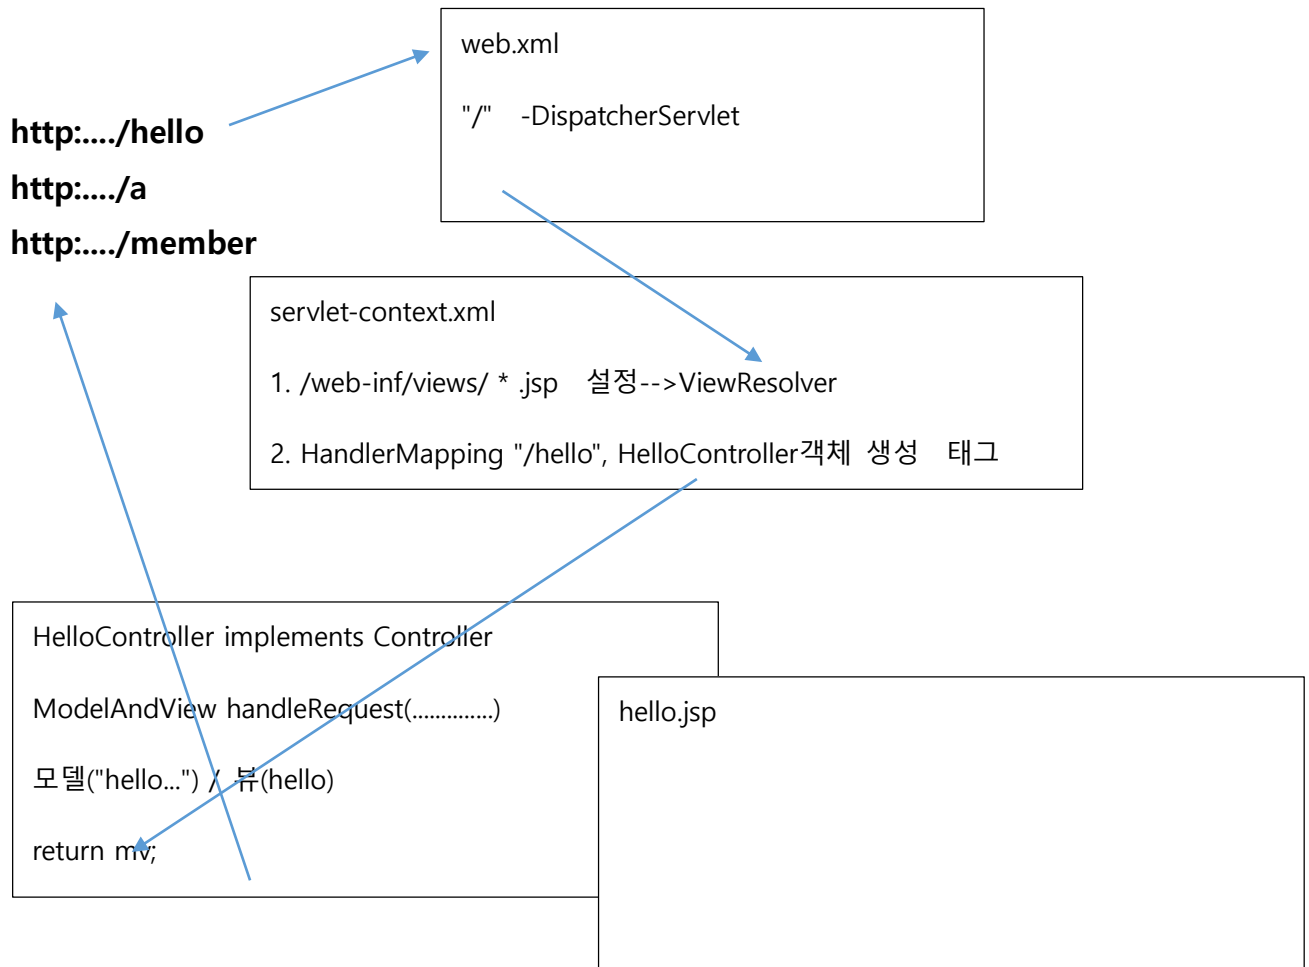 web.xml
"/" -DispatcherServlet
http:..../hello
http:..../a
http:..../member
servlet-context.xml
1. /web-inf/views/ * .jsp 설정-->ViewResolver
2. HandlerMapping "/hello", HelloController객체 생성 태그
HelloController implements Controller
ModelAndView handleRequest(..............)
모델("hello...") / 뷰(hello)
return mv;
hello.jsp